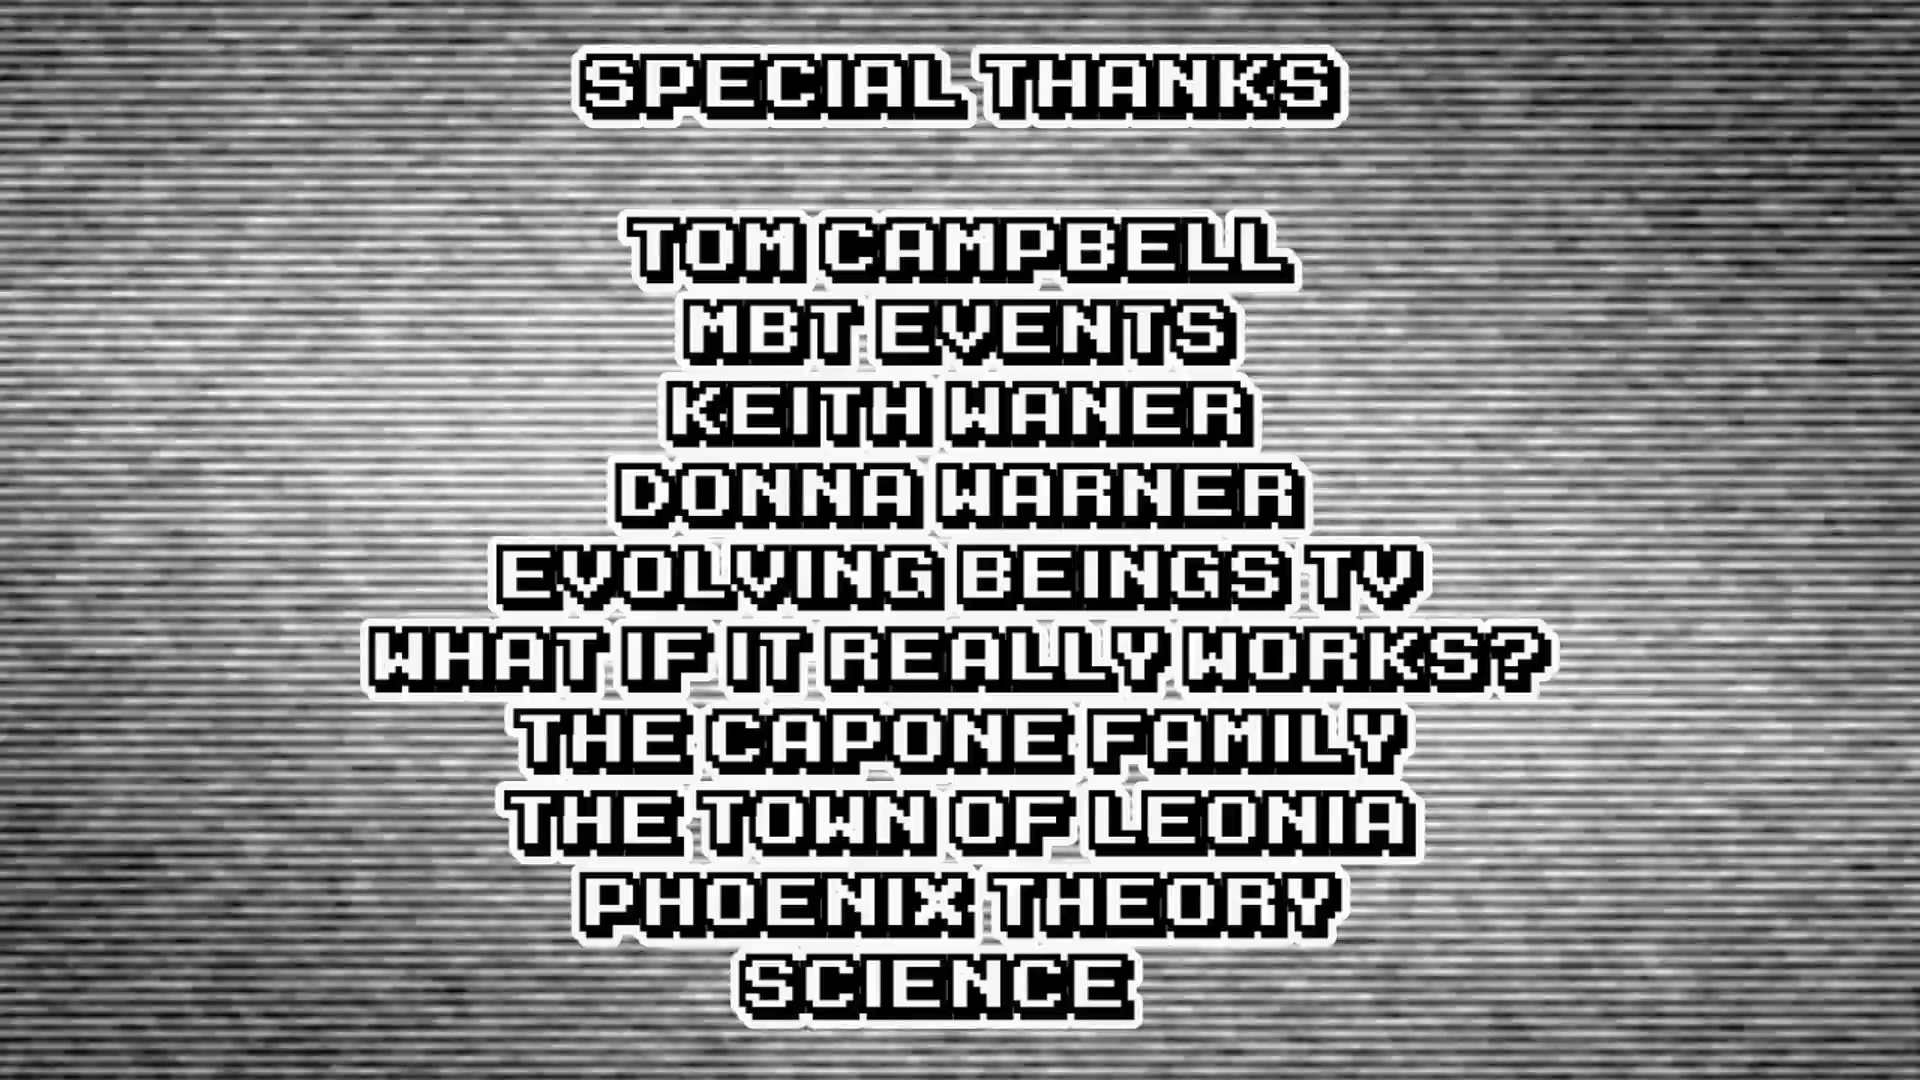 SPECIAL THANKS
TOM CAMPBELL
MBT EVENTS
KEITH WANER
DONNA WARNER
EVOLVING BEINGS TV
WHAT IF IT REALLY WORKS?
THE CAPONE FAMILY
THE TOWN OF LEONIA
PHOENIX THEORY
SCIENCE